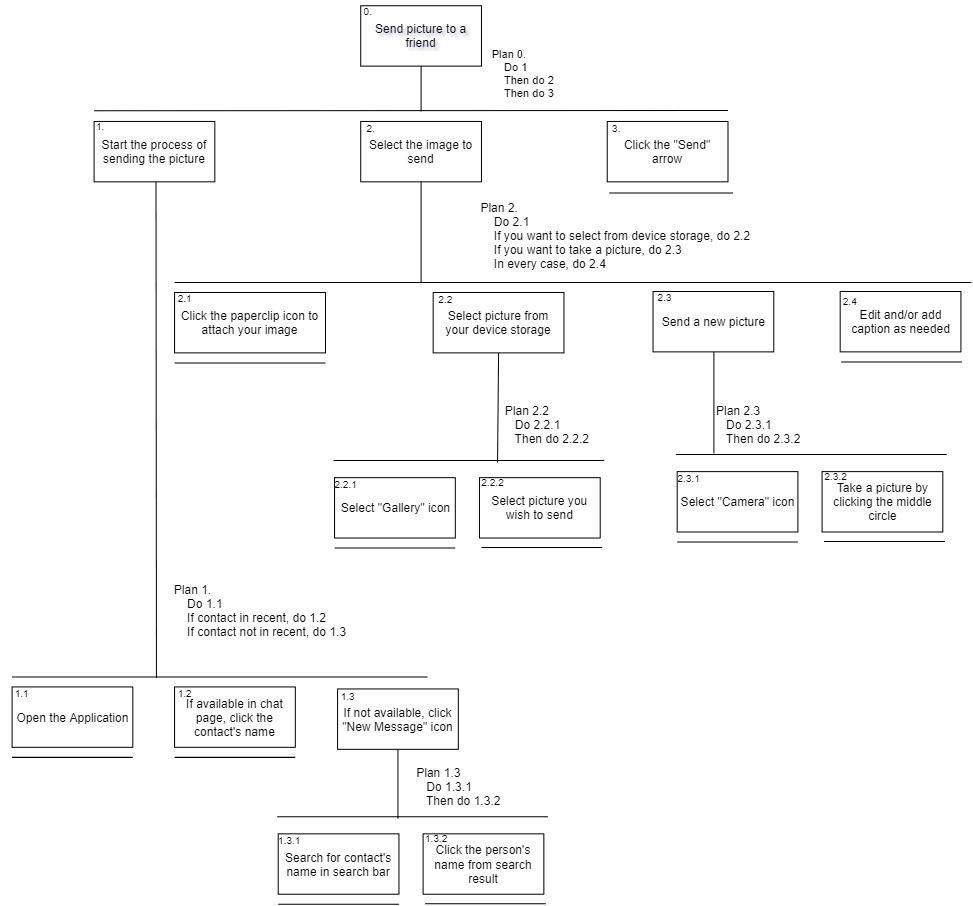 0.
Send picture to a
friend
Plan 0.
Do 1
Then do 2
Then do 3
1.
Start the process of
sending the picture
2.
Select the image to
send
3.
Click the "Send"
arrow
Plan 2.
Do 2.1
If you want to select from device storage, do 2.2
If you want to take a picture, do 2.3
In every case, do 2.4
2.1
Click the paperclip icon to
attach your image
2.2
Select picture from
your device storage
2.3
Send a new picture
2.4
Edit and/or add
caption as needed
Plan 2.2
Do 2.2.1
Then do 2.2.2
Plan 2.3
Do 2.3.1
Then do 2.3.2
2.2.1
Select "Gallery" icon
2.2.2
Select picture you
wish to send
2.3.1
Select "Camera" icon
2.3.2
Take a picture by
clicking the middle
circle
Plan 1.
Do 1.1
If contact in recent, do 1.2
If contact not in recent, do 1.3
1.1
Open the Application
1.2
If available in chat
page, click the
contact's name
1.3
If not available, click
"New Message" icon
Plan 1.3
Do 1.3.1
Then do 1.3.2
1.3.1
Search for contact's
name in search bar
1.3.2
Click the person's
name from search
result